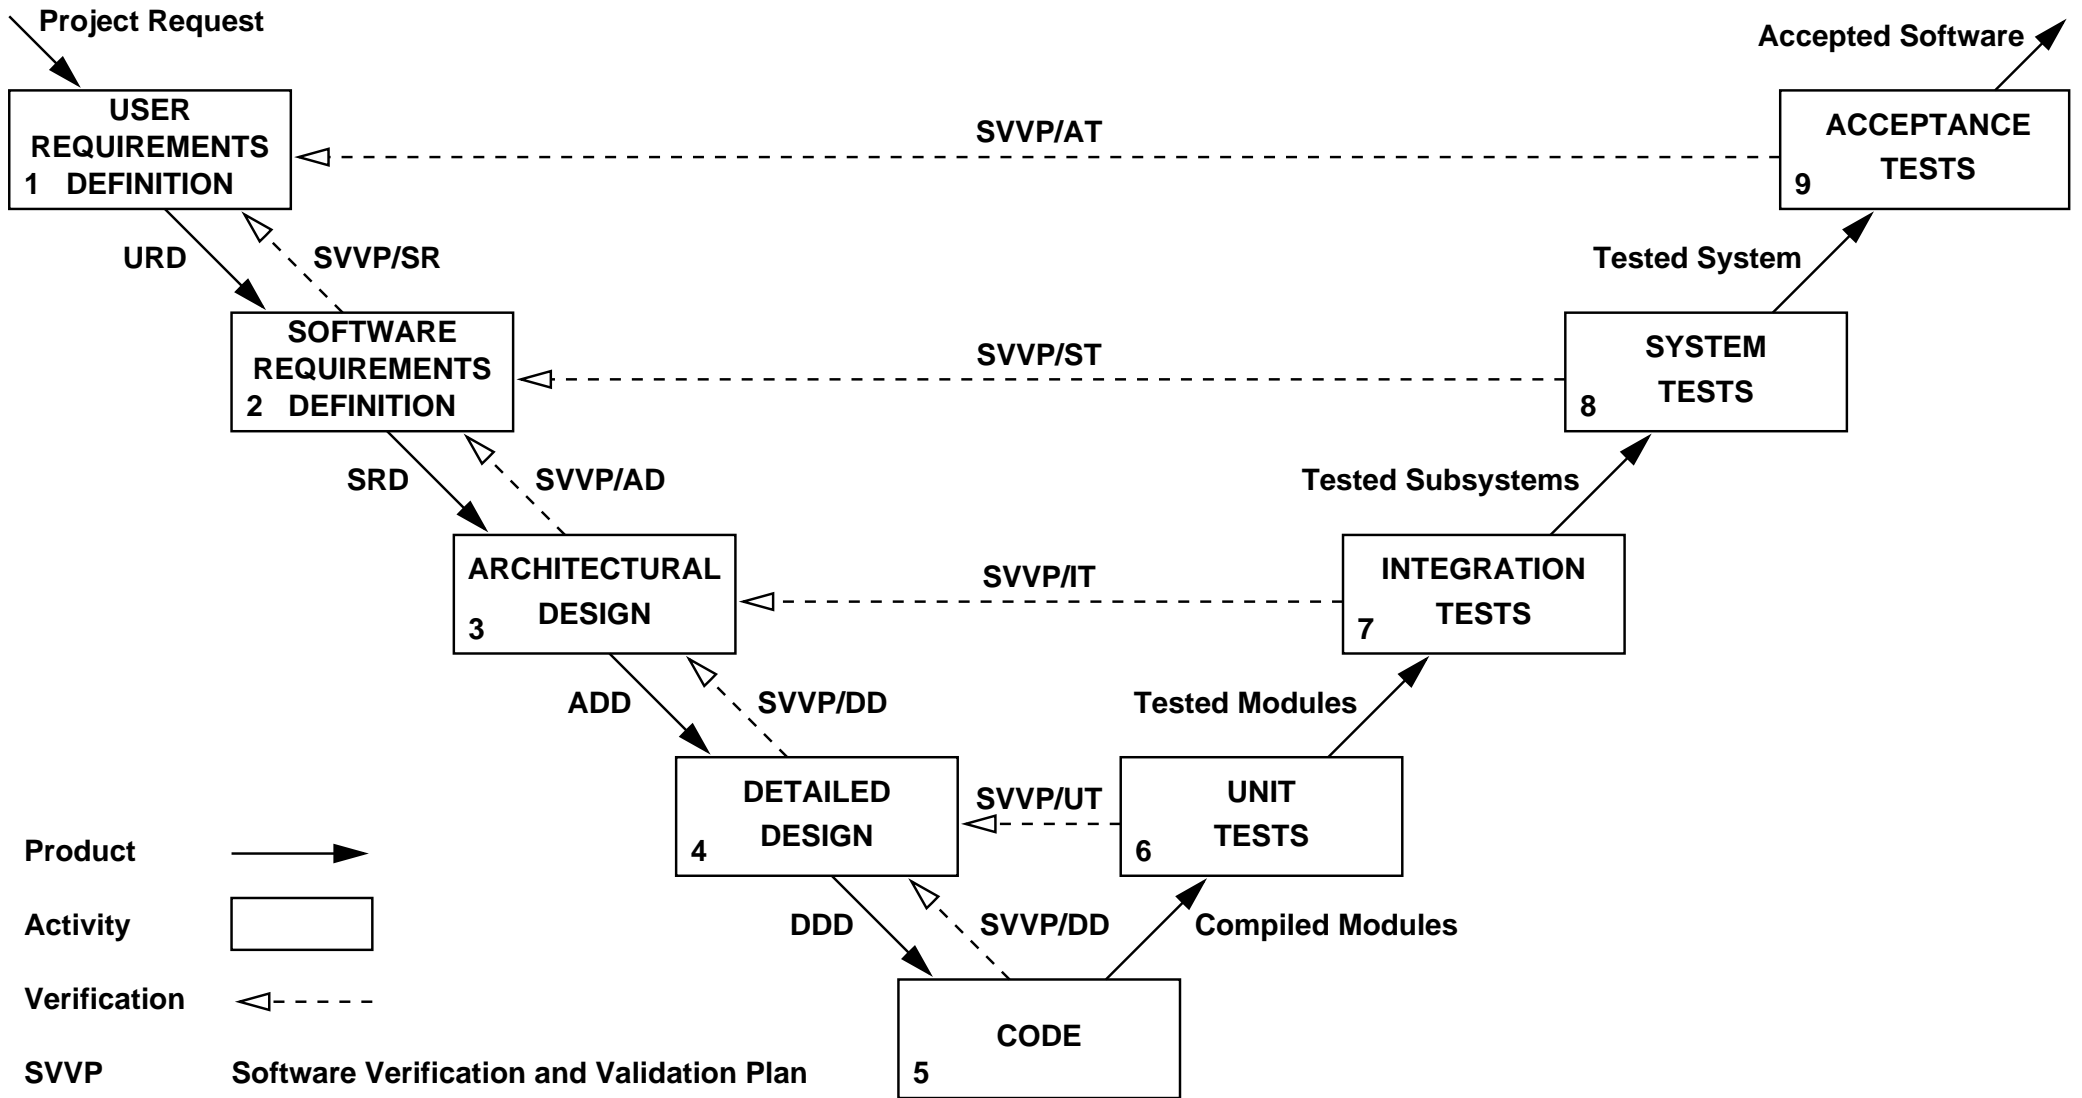 Project Request
Accepted Software
USER
REQUIREMENTS
1 DEFINITION
SVVP/AT
ACCEPTANCE
TESTS
9
URD
SVVP/SR
Tested System
SOFTWARE
REQUIREMENTS
2 DEFINITION
SVVP/ST
SYSTEM
TESTS
8
SRD
SVVP/AD
Tested Subsystems
ARCHITECTURAL
DESIGN
3
SVVP/IT
INTEGRATION
TESTS
7
ADD
SVVP/DD
Tested Modules
DETAILED
DESIGN
4
SVVP/UT
UNIT
TESTS
6
DDD
SVVP/DD
Compiled Modules
CODE
5
Product
Activity
Verification
SVVP Software Verification and Validation Plan